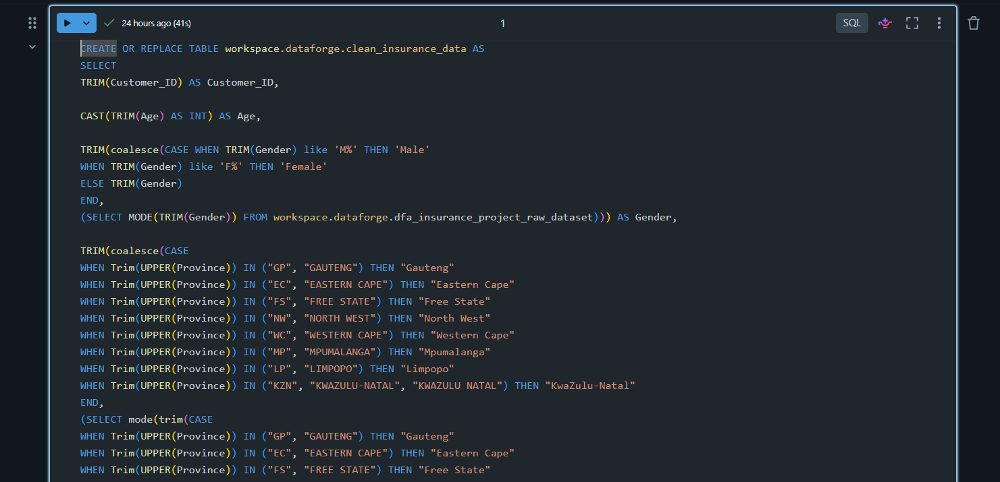 24 hours ago (41s)
1
SQL
CREATE OR REPLACE TABLE workspace.dataforge.clean_insurance_data AS
SELECT
TRIM(Customer_ID) AS Customer_ID,
CAST(TRIM(Age) AS INT) AS Age,
TRIM(coalesce(CASE WHEN TRIM(Gender) like 'M%' THEN 'Male'
WHEN TRIM(Gender) like 'F%' THEN 'Female'
ELSE TRIM(Gender)
END,
(SELECT MODE(TRIM(Gender)) FROM workspace.dataforge.dfa_insurance_project_raw_dataset))) AS Gender,
TRIM(coalesce(CASE
WHEN Trim(UPPER(Province)) IN ("GP", "GAUTENG") THEN "Gauteng"
WHEN Trim(UPPER(Province)) IN ("EC", "EASTERN CAPE") THEN "Eastern Cape"
WHEN Trim(UPPER(Province)) IN ("FS", "FREE STATE") THEN "Free State"
WHEN Trim(UPPER(Province)) IN ("NW", "NORTH WEST") THEN "North West"
WHEN Trim(UPPER(Province)) IN ("WC", "WESTERN CAPE") THEN "Western Cape"
WHEN Trim(UPPER(Province)) IN ("MP", "MPUMALANGA") THEN "Mpumalanga"
WHEN Trim(UPPER(Province)) IN ("LP", "LIMPOPO") THEN "Limpopo"
WHEN Trim(UPPER(Province)) IN ("KZN", "KWAZULU-NATAL", "KWAZULU NATAL") THEN "KwaZulu-Natal"
END,
(SELECT mode(trim(CASE
WHEN Trim(UPPER(Province)) IN ("GP", "GAUTENG") THEN "Gauteng"
WHEN Trim(UPPER(Province)) IN ("EC", "EASTERN CAPE") THEN "Eastern Cape"
WHEN Trim(UPPER(Province)) IN ("FS", "FREE STATE") THEN "Free State"